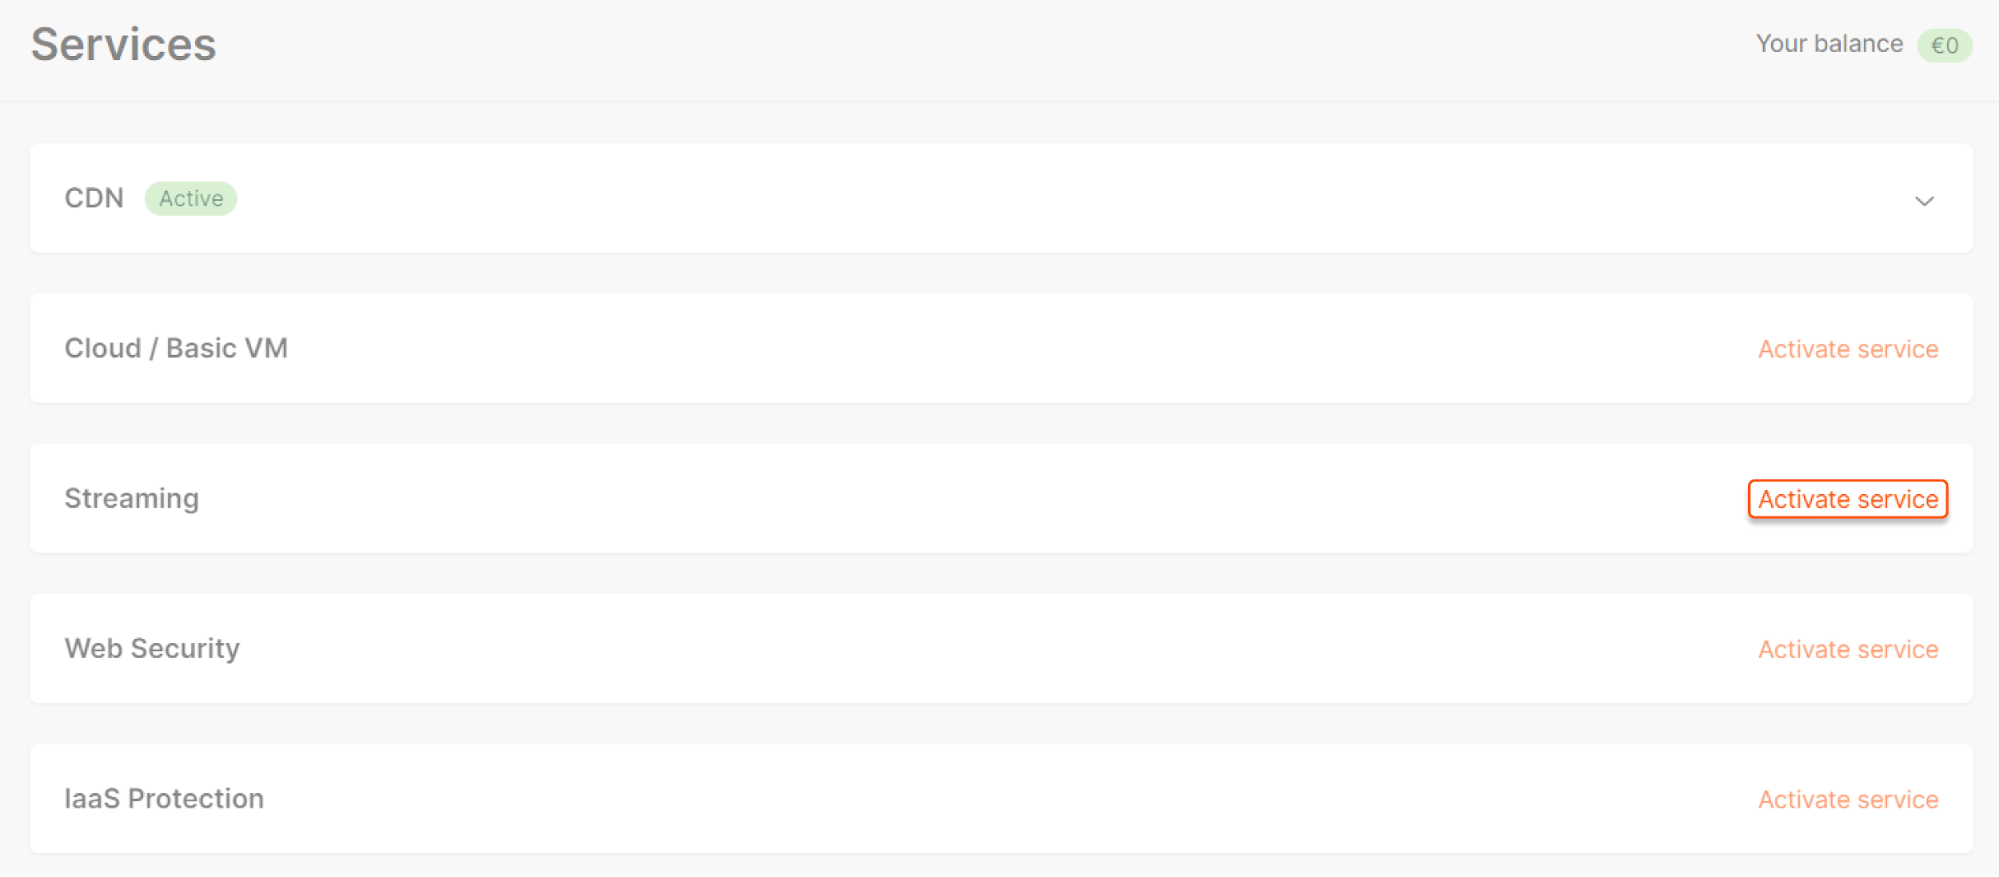 Services
Your balance €0
CDN Active
Cloud / Basic VM Activate service
Streaming Activate service
Web Security Activate service
IaaS Protection Activate service